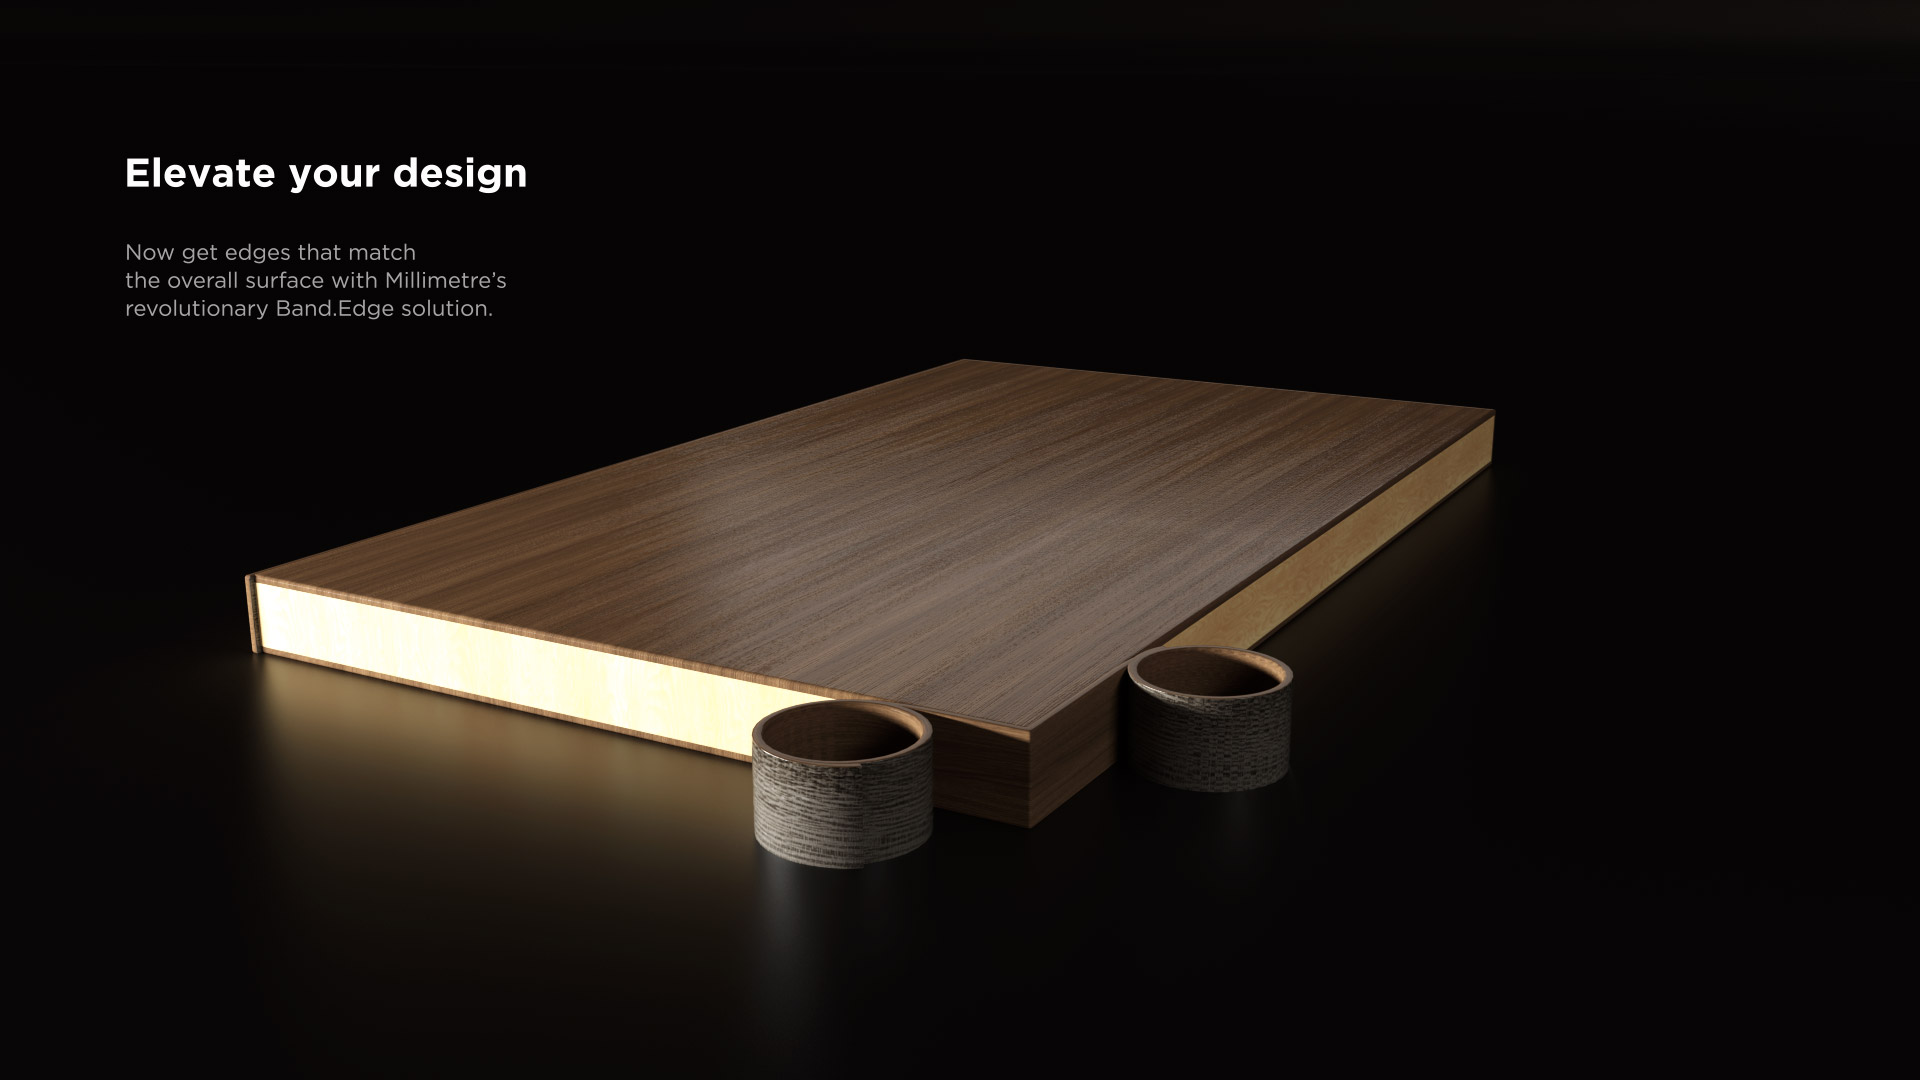 Elevate your design
Now get edges that match
the overall surface with Millimetre’s
revolutionary Band.Edge solution.